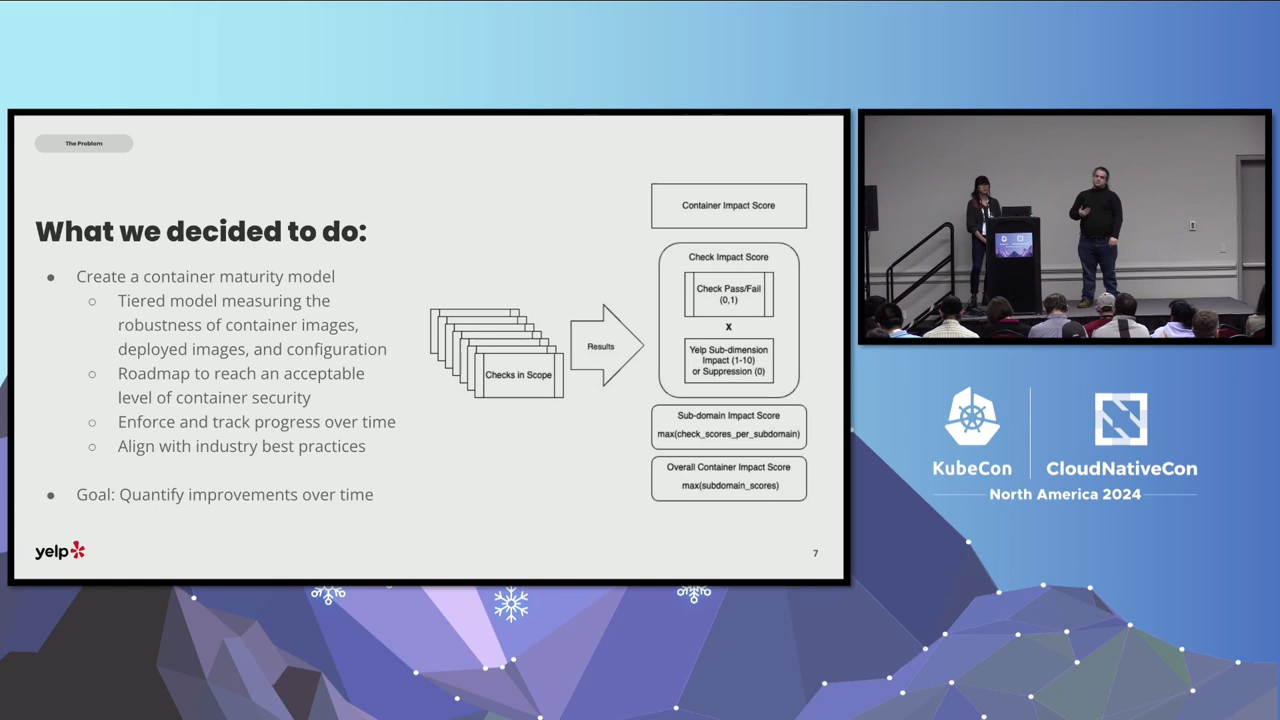 The Problem
What we decided to do:
● Create a container maturity model
○ Tiered model measuring the
robustness of container images,
deployed images, and configuration
○ Roadmap to reach an acceptable
level of container security
○ Enforce and track progress over time
○ Align with industry best practices
● Goal: Quantify improvements over time
Checks in Scope
Results
Container Impact Score
Check Impact Score
Check Pass/Fail
(0,1)
x
Yelp Sub-dimension
Impact (1-10)
or Suppression (0)
Sub-domain Impact Score
max(check_scores_per_subdomain)
Overall Container Impact Score
max(subdomain_scores)
yelp
7
KubeCon
CloudNativeCon
North America 2024